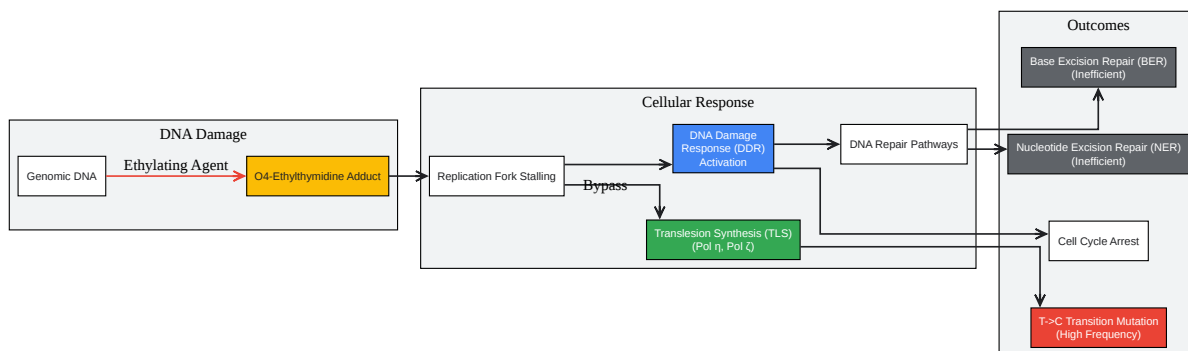 DNA Damage
Genomic DNA
Ethylating Agent
O4-Ethylthymidine Adduct
Cellular Response
Replication Fork Stalling
Bypass
DNA Damage
Response (DDR)
Activation
Translesion Synthesis (TLS)
(Pol η, Pol ζ)
DNA Repair Pathways
Outcomes
Base Excision Repair (BER)
(Inefficient)
Nucleotide Excision Repair (NER)
(Inefficient)
Cell Cycle Arrest
T->C Transition Mutation
(High Frequency)